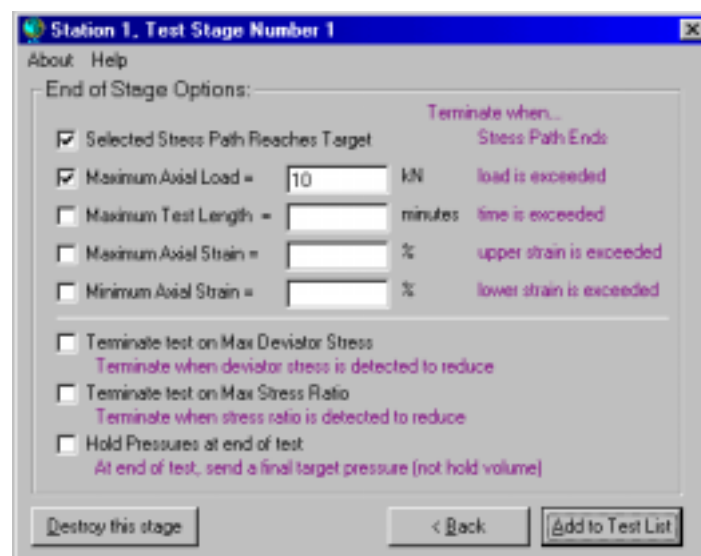 Station 1, Test Stage Number 1
About Help
End of Stage Options:
Terminate when...
Selected Stress Path Reaches Target Stress Path Ends
Maximum Axial Load = 10 kN load is exceeded
Maximum Test Length = minutes time is exceeded
Maximum Axial Strain = % upper strain is exceeded
Minimum Axial Strain = % lower strain is exceeded
Terminate test on Max Deviator Stress
Terminate when deviator stress is detected to reduce
Terminate test on Max Stress Ratio
Terminate when stress ratio is detected to reduce
Hold Pressures at end of test
At end of test, send a final target pressure (not hold volume)
Destroy this stage < Back Add to Test List